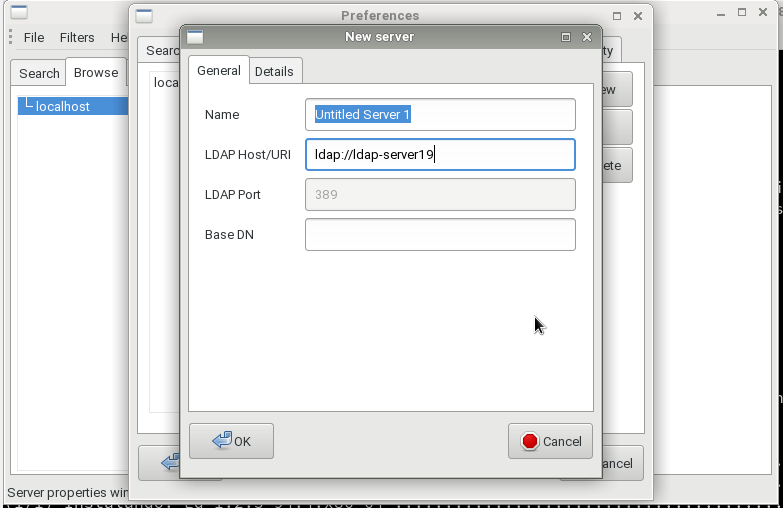 Preferences
File Filters He
New server
Searc
ty
Search Browse
General Details
localhost
loca
Name Untitled Server 1
ew
LDAP Host/URI ldap://ldap-server19
LDAP Port 389
ete
Base DN
OK Cancel
ancel
Server properties win